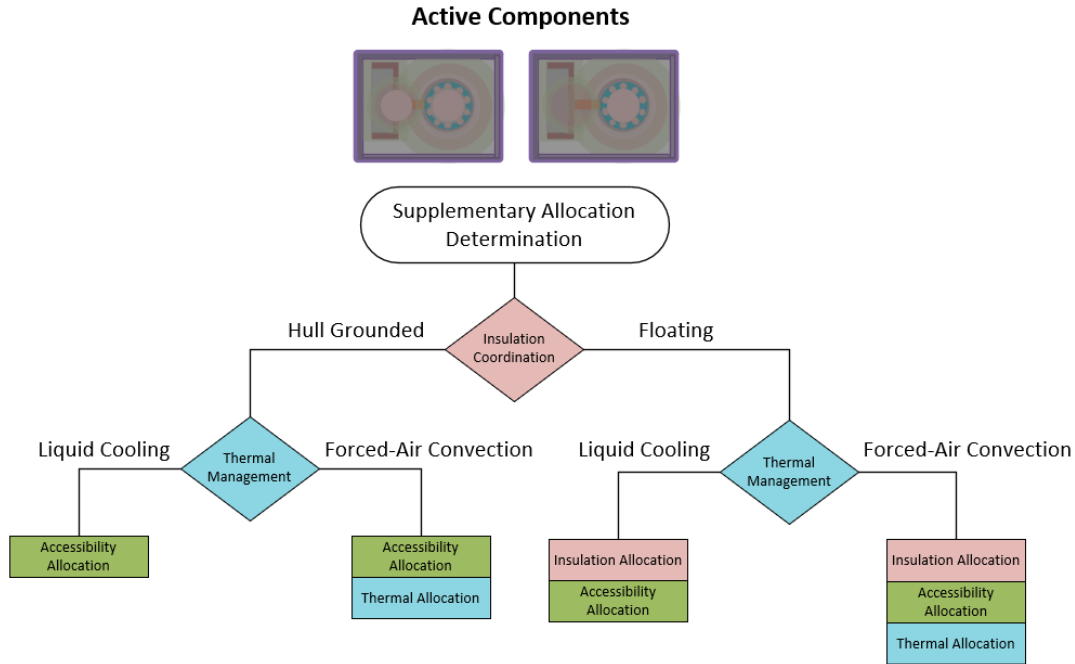 Active Components
Supplementary Allocation
Determination
Hull Grounded
Floating
Insulation
Coordination
Liquid Cooling
Thermal
Management
Forced-Air Convection
Liquid Cooling
Thermal
Management
Forced-Air Convection
Accessibility
Allocation
Accessibility
Allocation
Thermal Allocation
Insulation Allocation
Accessibility
Allocation
Insulation Allocation
Accessibility
Allocation
Thermal Allocation